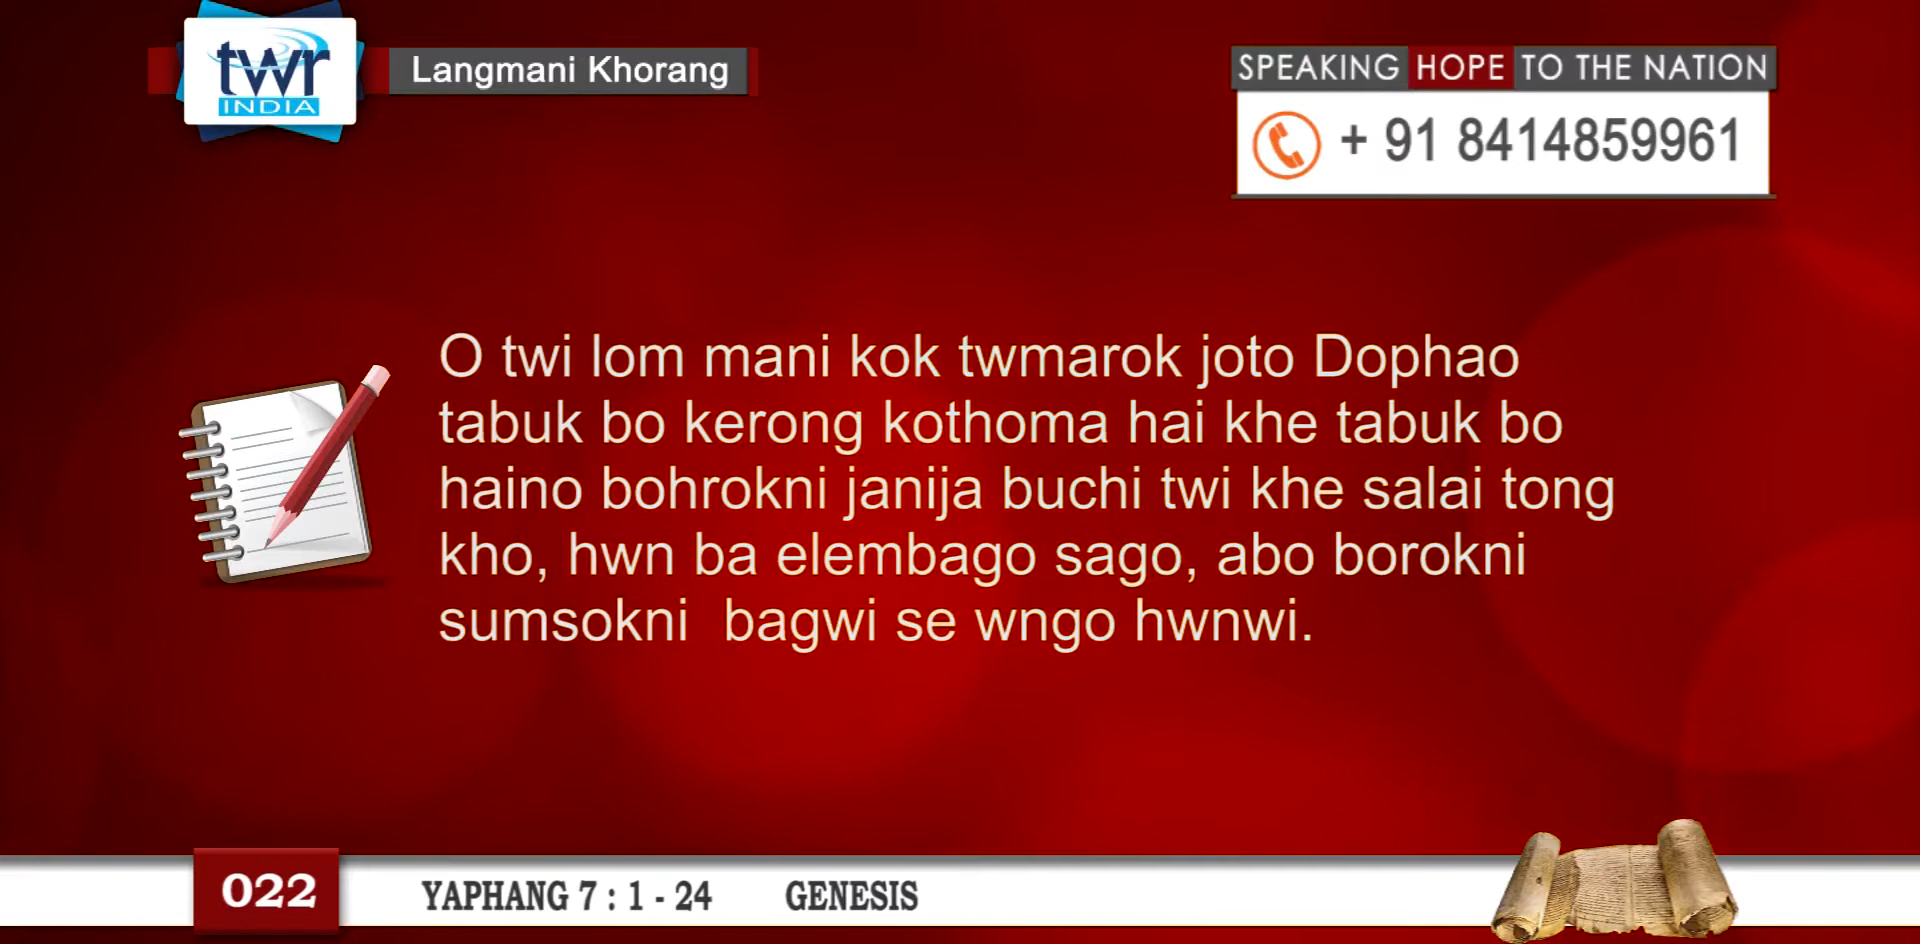 twr
INDIA
Langmani Khorang
SPEAKING HOPE TO THE NATION
+ 91 8414859961
O twi lom mani kok twmarok joto Dophao
tabuk bo kerong kothoma hai khe tabuk bo
haino bohrokni janija buchi twi khe salai tong
kho, hwn ba elembago sago, abo borokni
sumsokni bagwi se wngo hwnwi.
022
YAPHANG 7 : 1 - 24 GENESIS